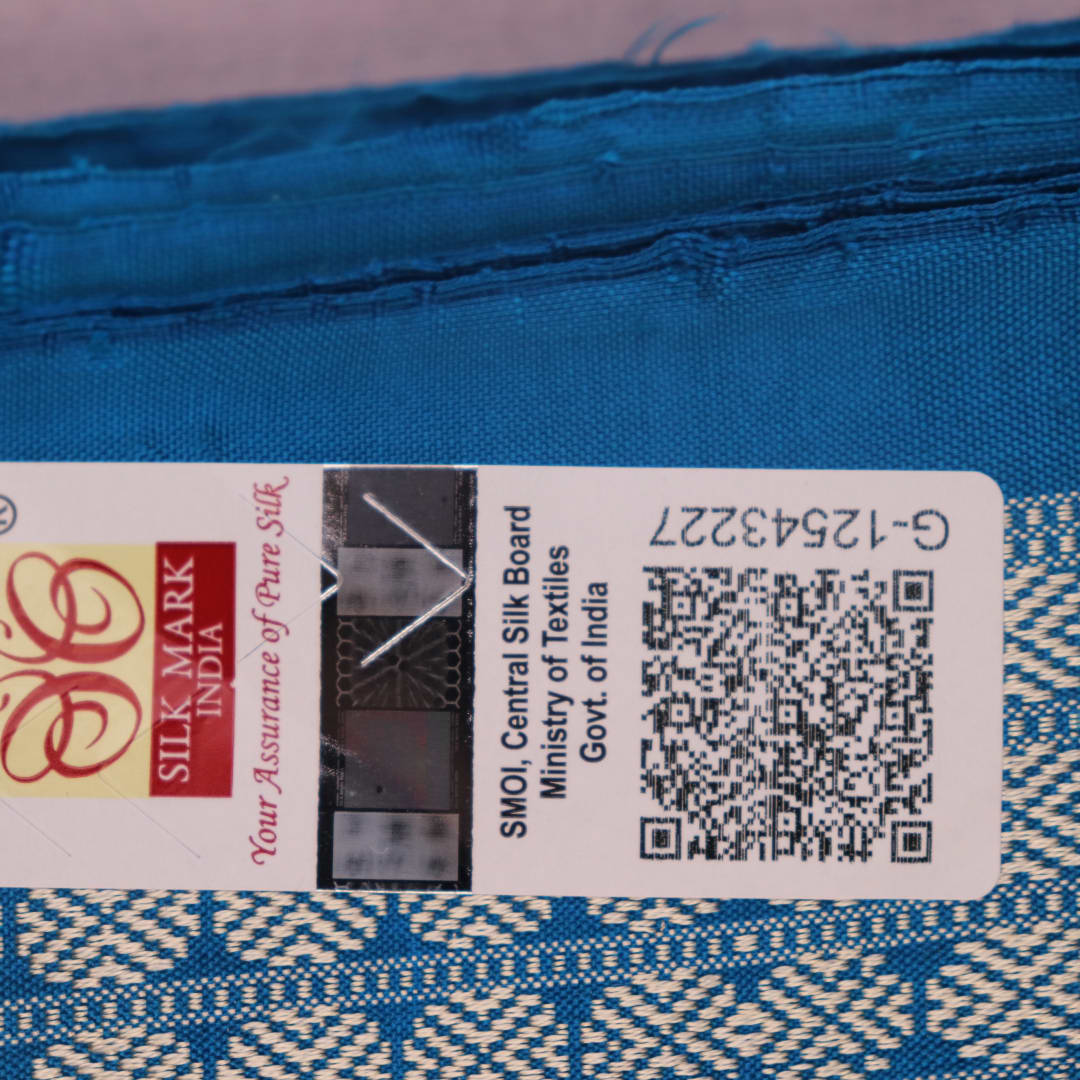 ®
SILK MARK
INDIA
Your Assurance of Pure Silk
SMOI, Central Silk Board
Ministry of Textiles
Govt. of India
G-12543227